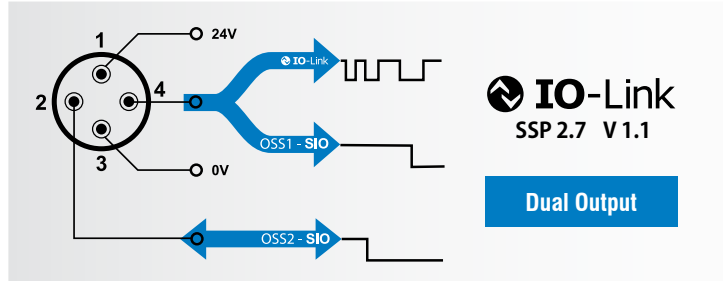 1
24V
IO-Link
2
4
IO-Link
SSP 2.7 V 1.1
OSS1 - SIO
3
0V
Dual Output
OSS2 - SIO